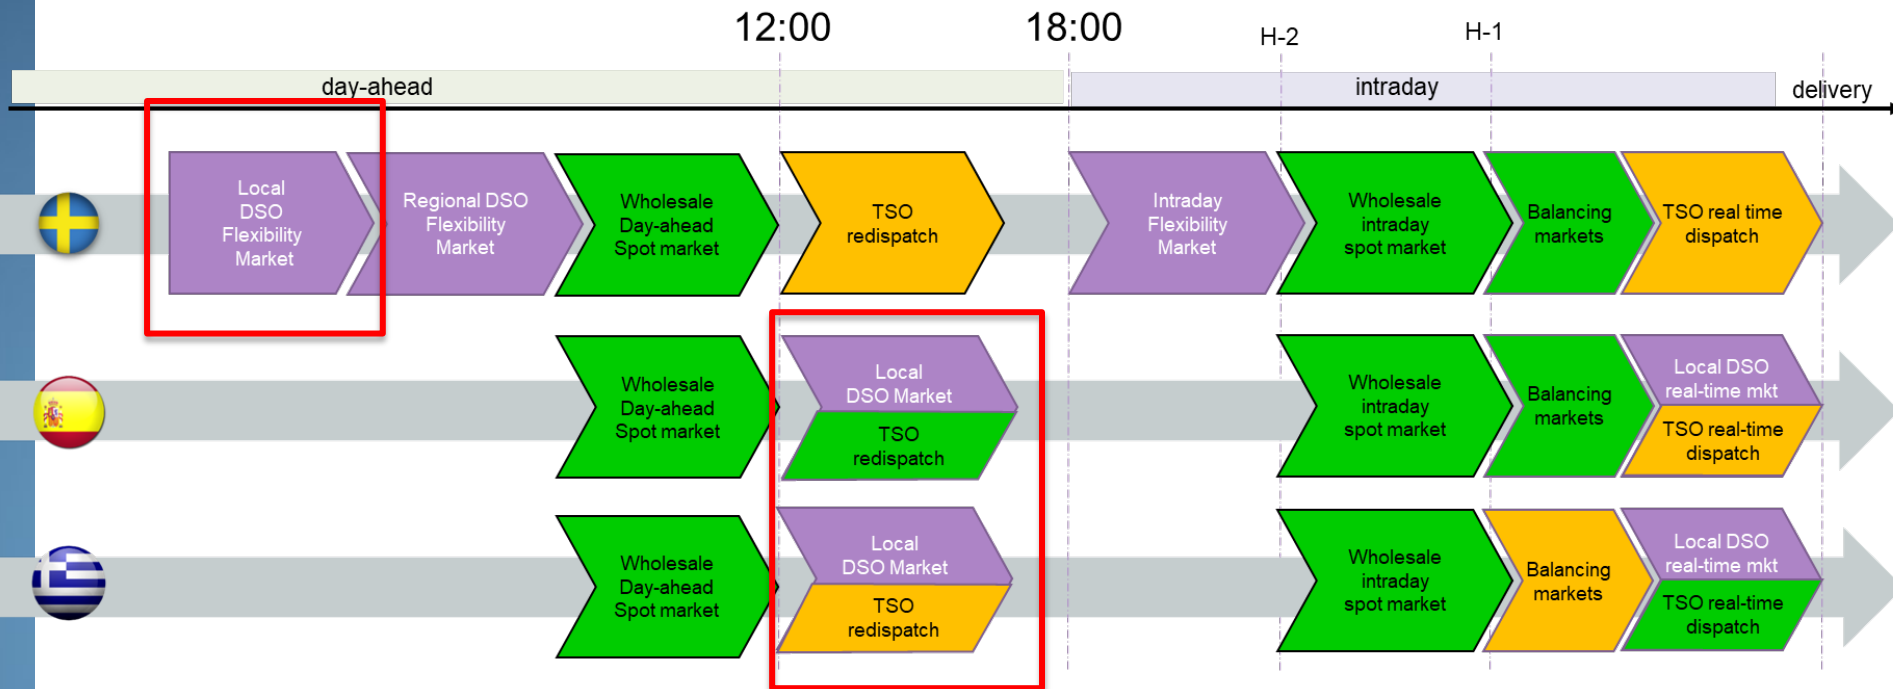 12:00
18:00
H-2
H-1
day-ahead
intraday
delivery
Local
DSO
Flexibility
Market
Regional DSO
Flexibility
Market
Wholesale
Day-ahead
Spot market
TSO
redispatch
Intraday
Flexibility
Market
Wholesale
intraday
spot market
Balancing
markets
TSO real time
dispatch
Wholesale
Day-ahead
Spot market
Local
DSO Market
TSO
redispatch
Wholesale
intraday
spot market
Balancing
markets
Local DSO
real-time mkt
TSO real-time
dispatch
Wholesale
Day-ahead
Spot market
Local
DSO Market
TSO
redispatch
Wholesale
intraday
spot market
Balancing
markets
Local DSO
real-time mkt
TSO real-time
dispatch